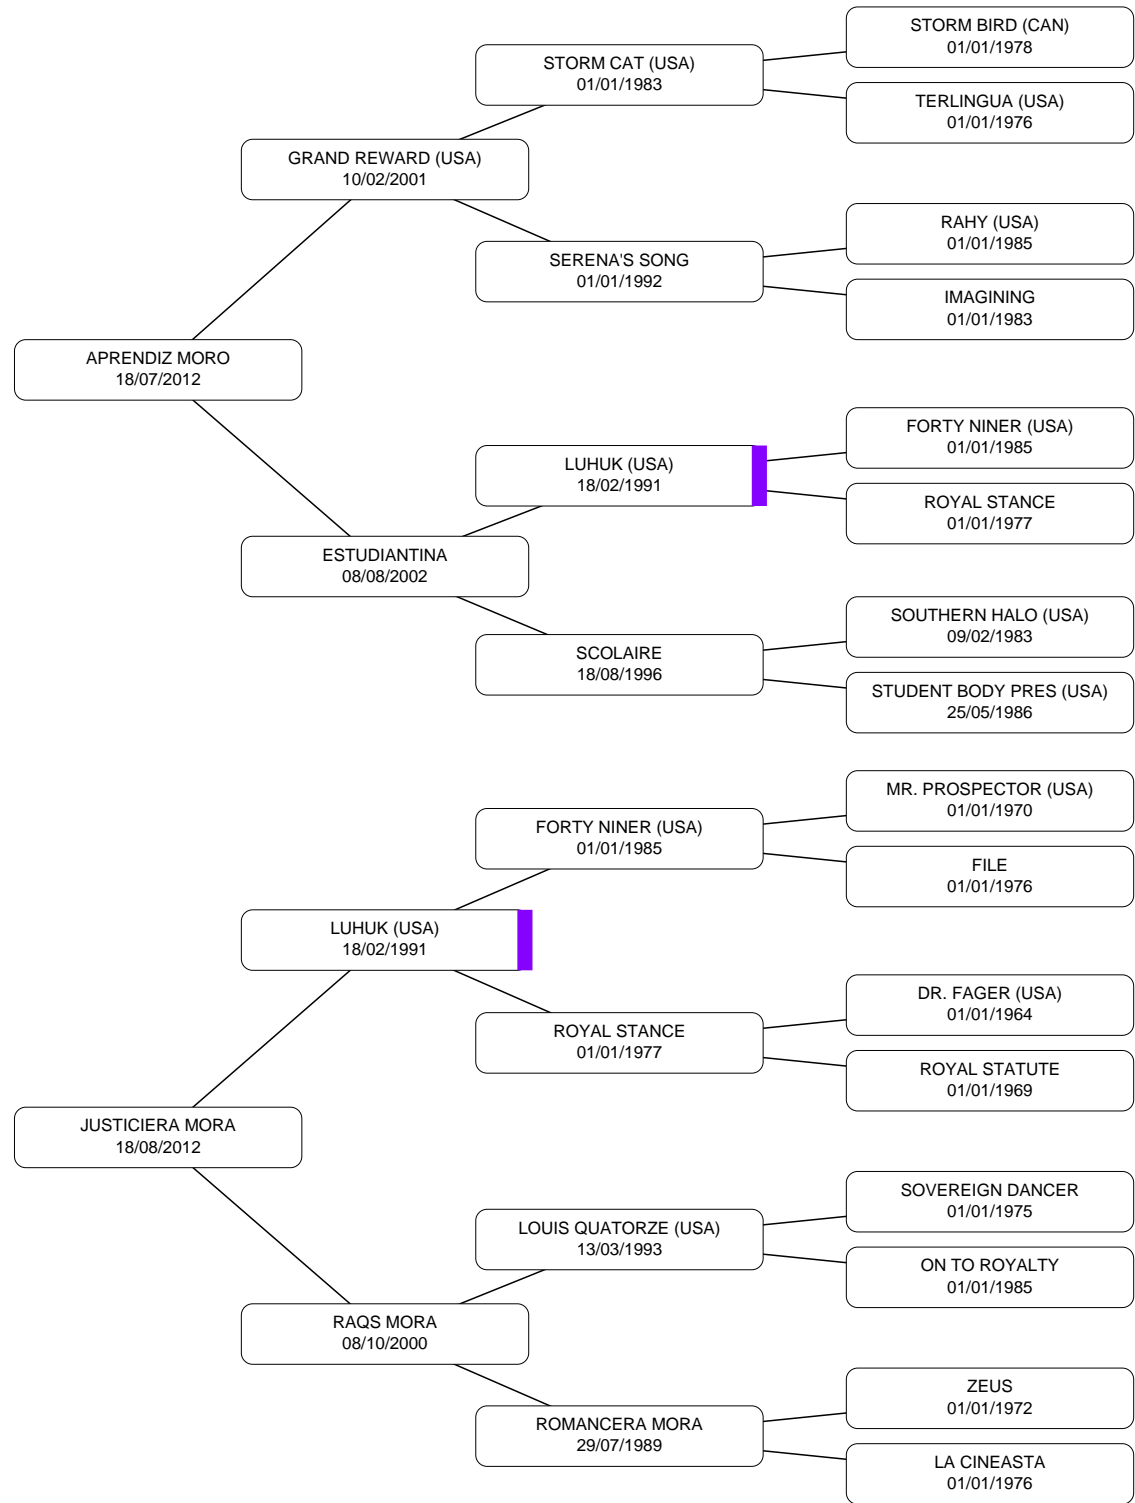 STORM BIRD (CAN)
01/01/1978
STORM CAT (USA)
01/01/1983
TERLINGUA (USA)
01/01/1976
GRAND REWARD (USA)
10/02/2001
RAHY (USA)
01/01/1985
SERENA'S SONG
01/01/1992
IMAGINING
01/01/1983
APRENDIZ MORO
18/07/2012
FORTY NINER (USA)
01/01/1985
LUHUK (USA)
18/02/1991
ROYAL STANCE
01/01/1977
ESTUDIANTINA
08/08/2002
SOUTHERN HALO (USA)
09/02/1983
SCOLAIRE
18/08/1996
STUDENT BODY PRES (USA)
25/05/1986
MR. PROSPECTOR (USA)
01/01/1970
FORTY NINER (USA)
01/01/1985
FILE
01/01/1976
LUHUK (USA)
18/02/1991
DR. FAGER (USA)
01/01/1964
ROYAL STANCE
01/01/1977
ROYAL STATUTE
01/01/1969
JUSTICIERA MORA
18/08/2012
SOVEREIGN DANCER
01/01/1975
LOUIS QUATORZE (USA)
13/03/1993
ON TO ROYALTY
01/01/1985
RAQS MORA
08/10/2000
ZEUS
01/01/1972
ROMANCERA MORA
29/07/1989
LA CINEASTA
01/01/1976